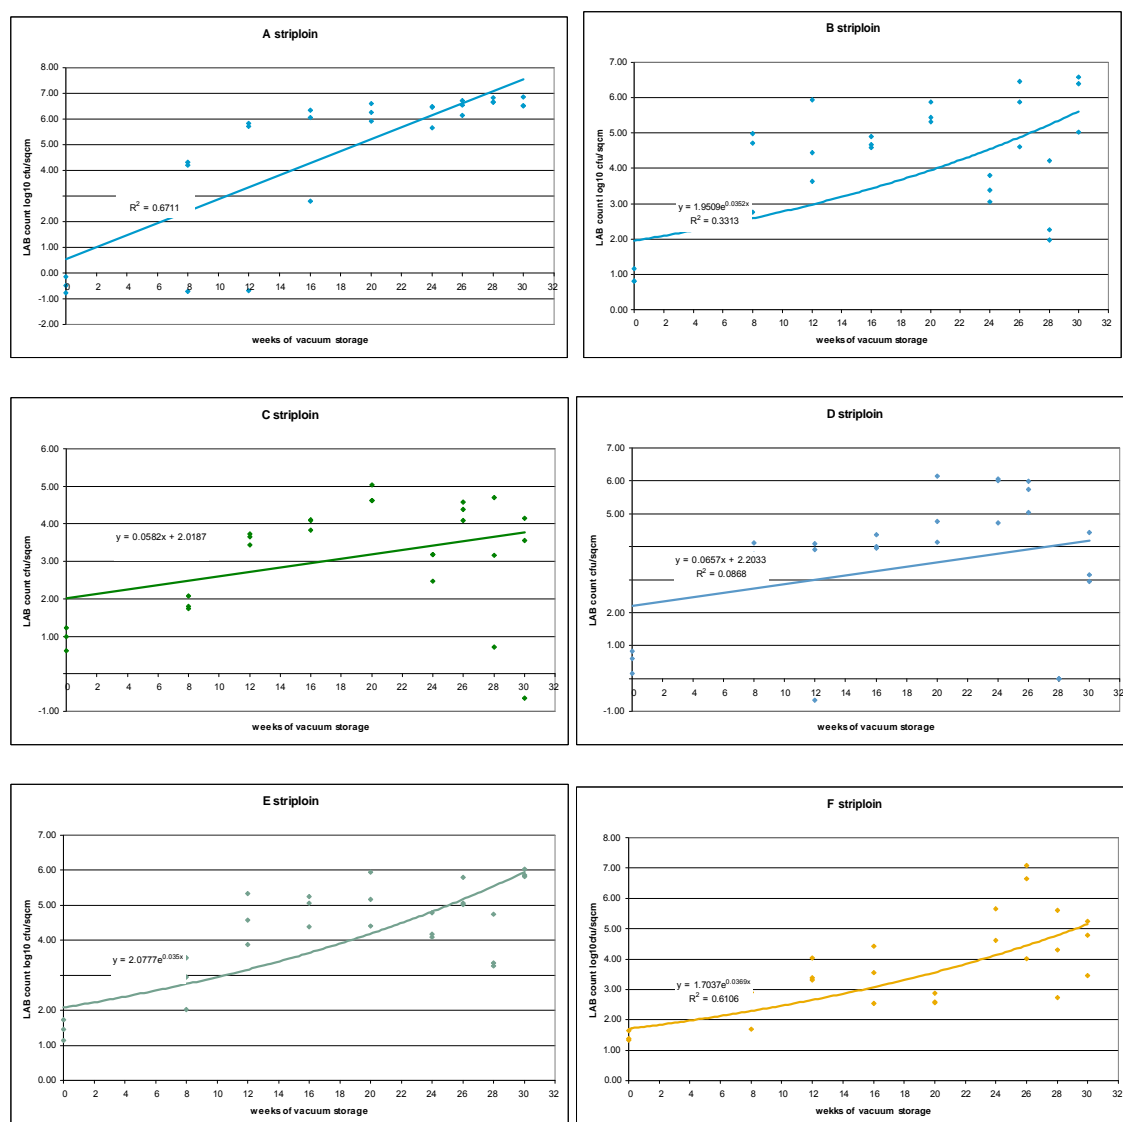 A striploin
8.00
7.00
6.00
5.00
4.00
2.00
1.00
0.00
-1.00
-2.00
0 2 4 6 8 10 12 14 16 18 20 22 24 26 28 30 32
LAB count log10 cfu/sqcm
weeks of vacuum storage
R² = 0.6711
B striploin
7.00
6.00
5.00
4.00
3.00
2.00
1.00
0.00
0 2 4 6 8 10 12 14 16 18 20 22 24 26 28 30 32
LAB count log10 cfu/sqcm
weeks of vacuum storage
y = 1.9509e^0.0352x
R² = 0.3313
C striploin
6.00
5.00
4.00
3.00
2.00
1.00
-1.00
0 2 4 6 8 10 12 14 16 18 20 22 24 26 28 30 32
LAB count cfu/sqcm
weeks of vacuum storage
y = 0.0582x + 2.0187
D striploin
7.00
6.00
5.00
4.00
2.00
1.00
-1.00
0 2 4 6 8 10 12 14 16 18 20 22 24 26 28 30 32
LAB count cfu/sqcm
weeks of vacuum storage
y = 0.0657x + 2.2033
R² = 0.0868
E striploin
7.00
6.00
5.00
4.00
3.00
2.00
1.00
0.00
0 2 4 6 8 10 12 14 16 18 20 22 24 26 28 30 32
LAB count log10 cfu/sqcm
weeks of vacuum storage
y = 2.0777e^0.035x
F striploin
8.00
7.00
6.00
5.00
4.00
3.00
2.00
1.00
0.00
0 2 4 6 8 10 12 14 16 18 20 22 24 26 28 30 32
LAB count log10cfu/sqcm
wekks of vacuum storage
y = 1.7037e^0.0369x
R² = 0.6106